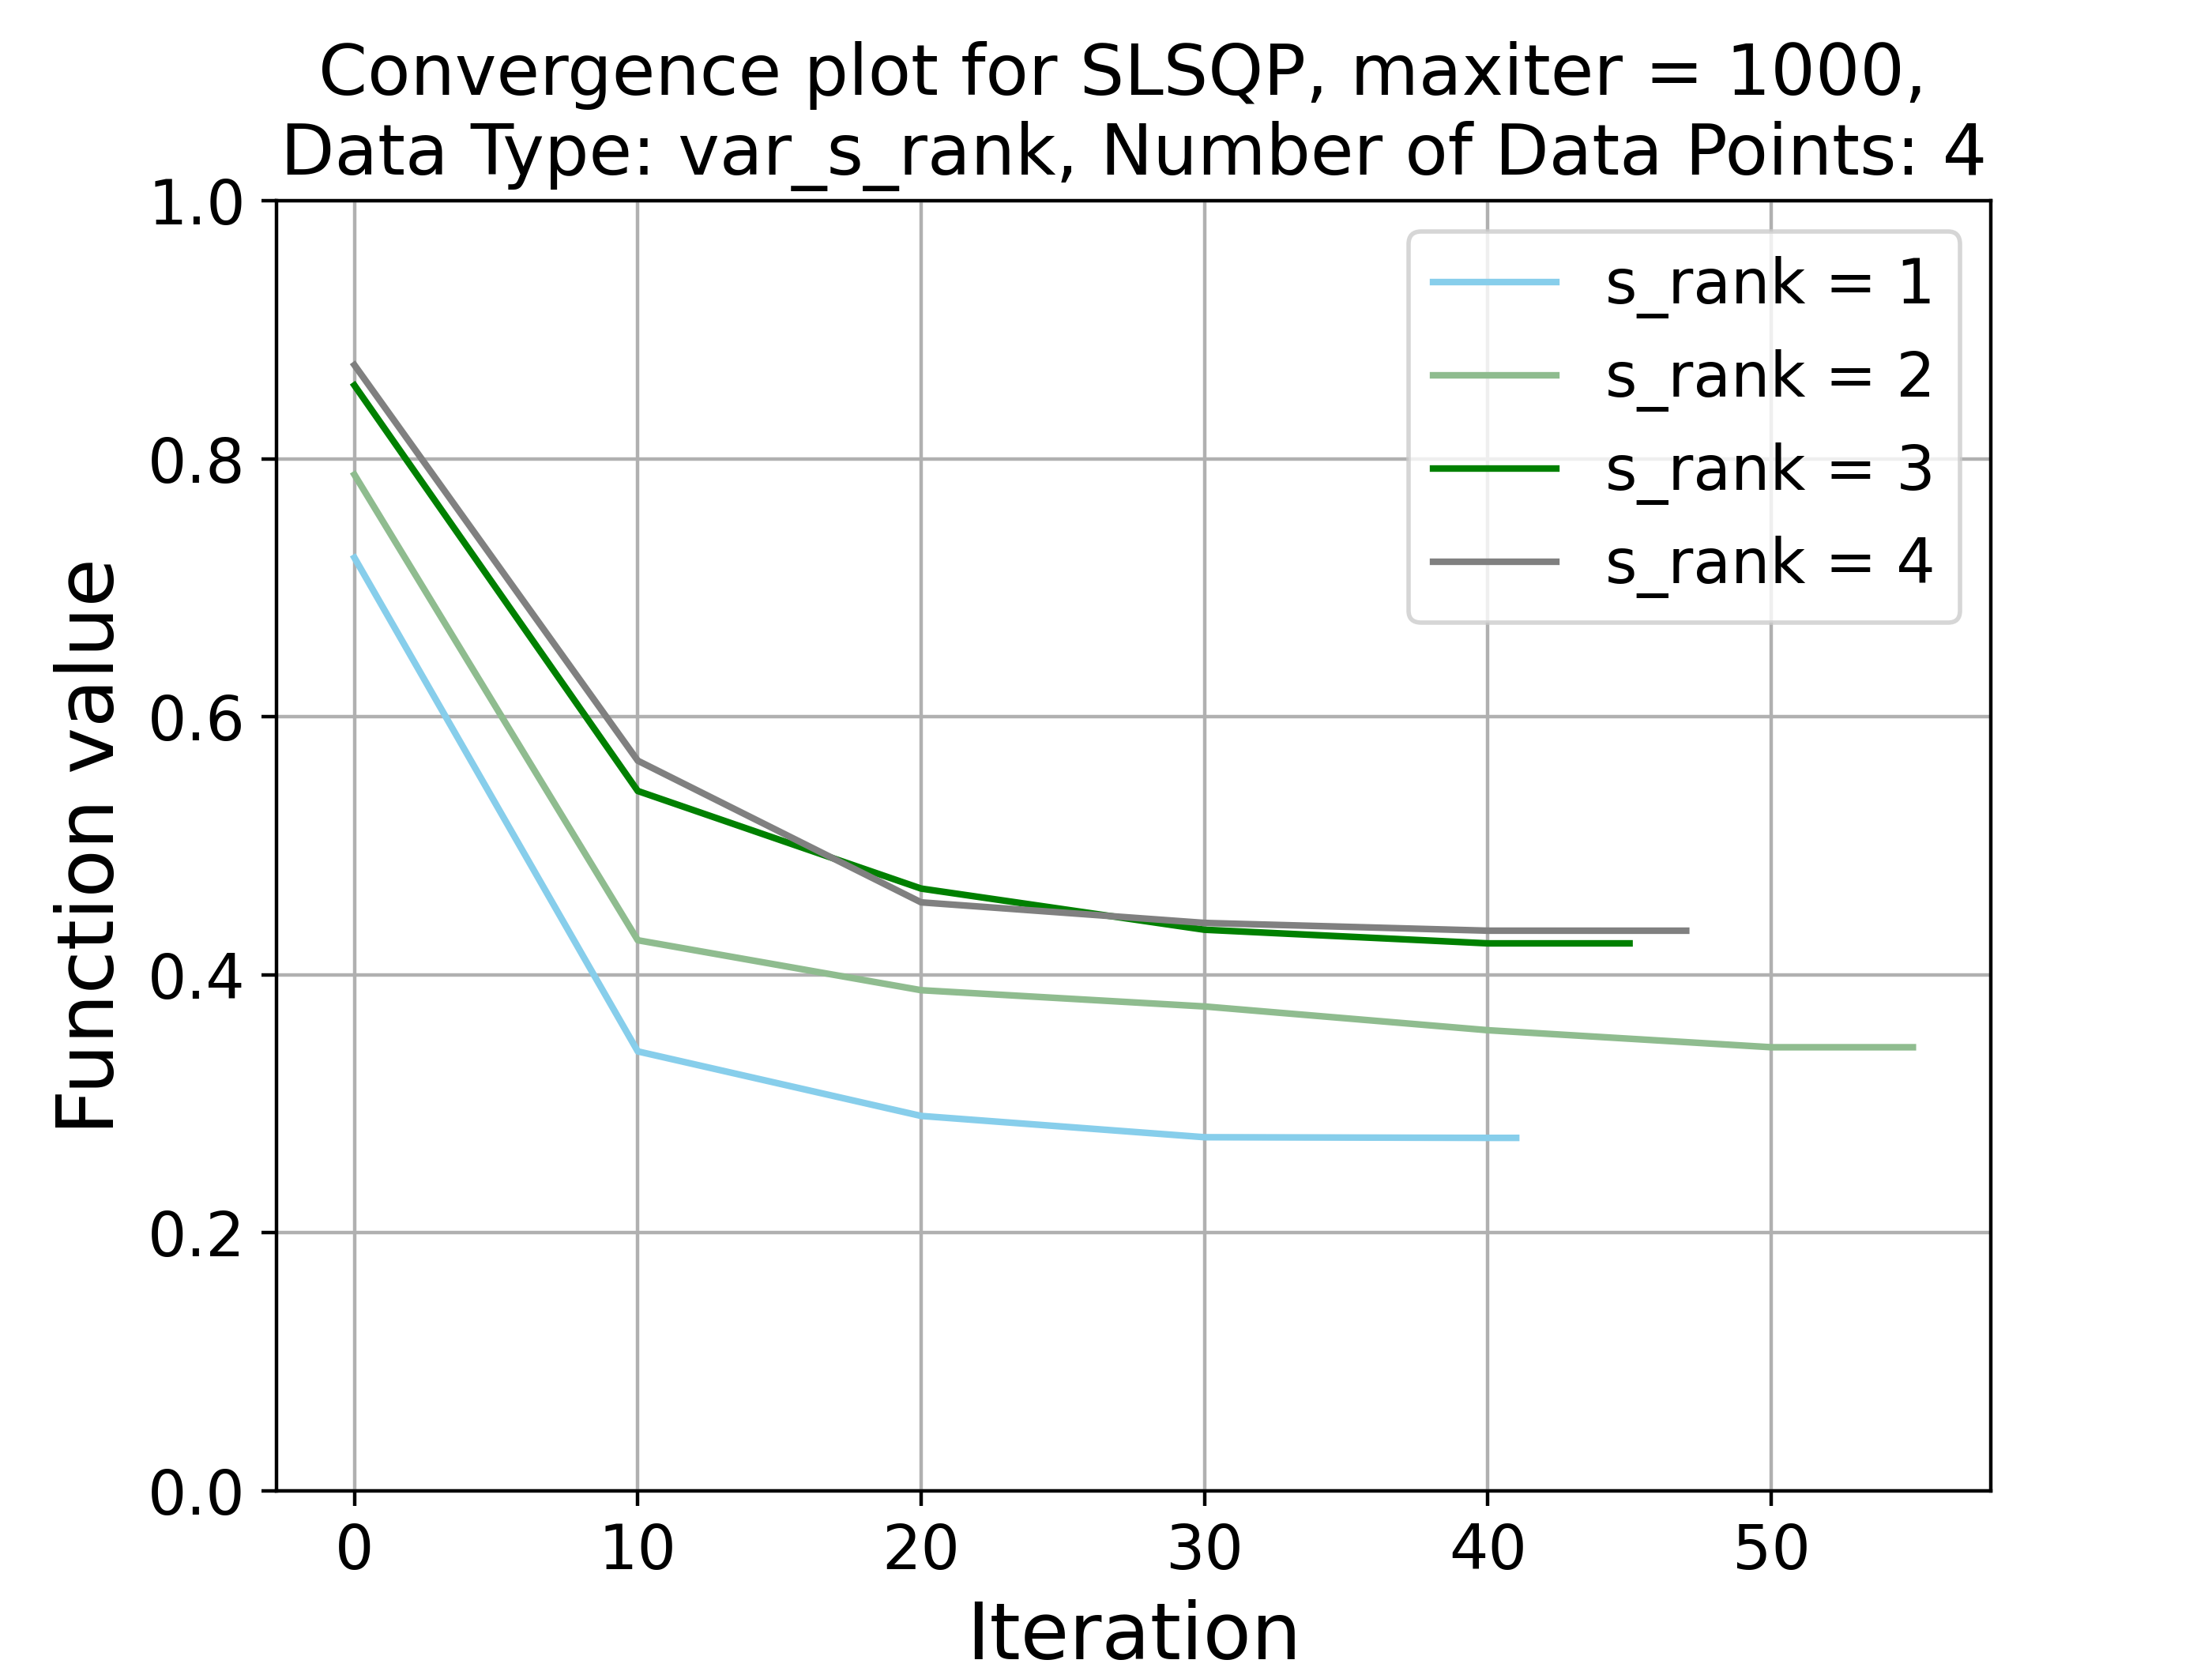 Convergence plot for SLSQP, maxiter = 1000,
Data Type: var_s_rank, Number of Data Points: 4
1.0
0.8
0.6
0.4
0.2
0.0
Function value
s_rank = 1
s_rank = 2
s_rank = 3
s_rank = 4
0 10 20 30 40 50
Iteration